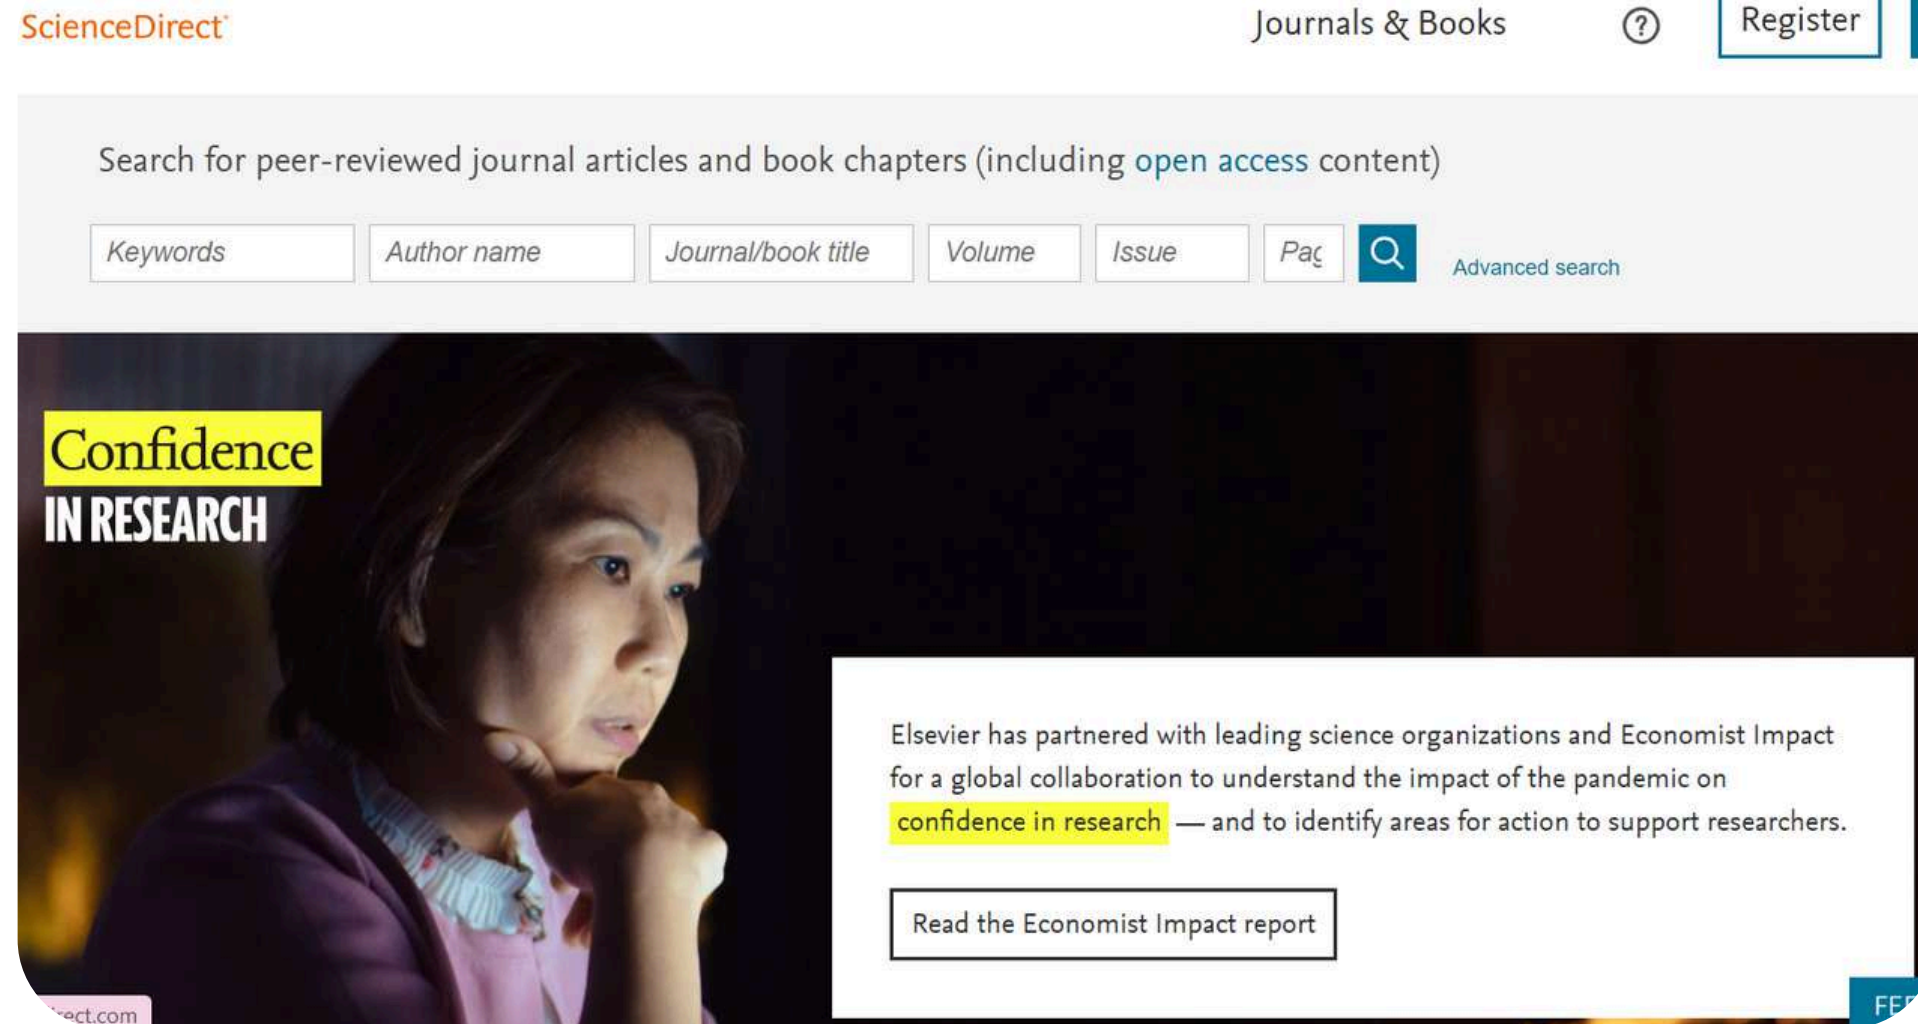 ScienceDirect
Journals & Books
?
Register
Search for peer-reviewed journal articles and book chapters (including open access content)
Keywords
Author name
Journal/book title
Volume
Issue
Advanced search
Confidence
IN RESEARCH
Elsevier has partnered with leading science organizations and Economist Impact
for a global collaboration to understand the impact of the pandemic on
confidence in research — and to identify areas for action to support researchers.
Read the Economist Impact report